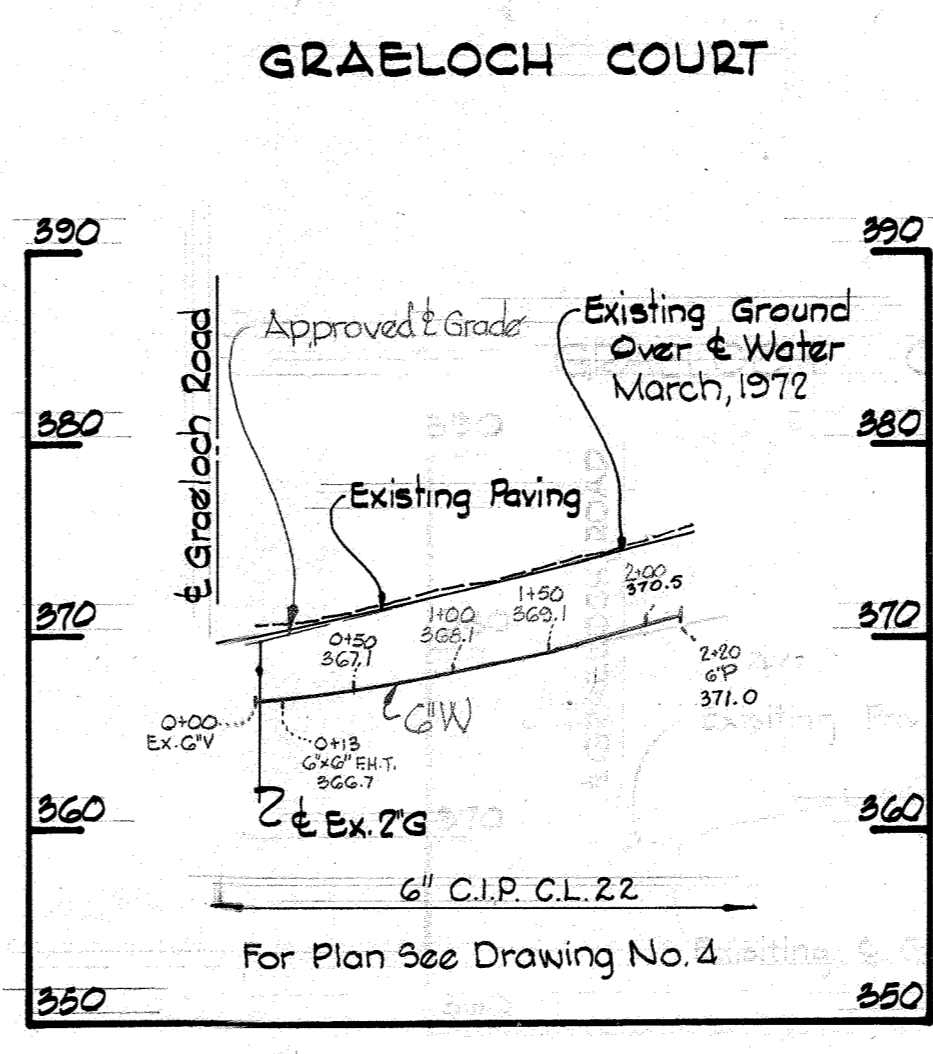 GRAELOCH COURT
390
390
℄ Graeloch Road
Approved ℄ Grade
Existing Ground
Over ℄ Water
March, 1972
380
380
Existing Paving
370
370
0+50
367.1
1+00
368.1
1+50
369.1
2+00
370.5
2+20
6"P
371.0
0+00
Ex. 6"V
0+13
6"x6" F.H.T.
366.7
6"W
360
360
℄ Ex. 2"G
6" C.I.P. C.L. 22
For Plan See Drawing No. 4
350
350